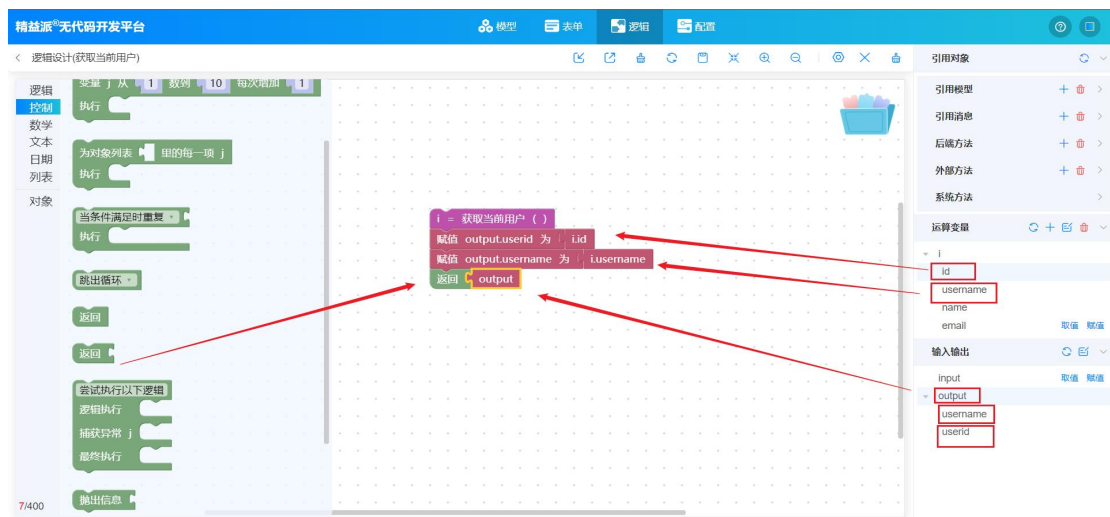 精益派®无代码开发平台
模型
表单
逻辑
配置
< 逻辑设计(获取当前用户)
逻辑
控制
数学
文本
日期
列表
对象
7/400
变量 j 从 1 数到 10 每次增加 1
执行
为对象列表 里的每一项 j
执行
当条件满足时重复
执行
跳出循环
返回
返回
尝试执行以下逻辑
逻辑执行
捕获异常 j
最终执行
抛出信息
i = 获取当前用户 ( )
赋值 output.userid 为 i.id
赋值 output.username 为 i.username
返回 output
引用对象
引用模型
引用消息
后端方法
外部方法
系统方法
运算变量
i
id
username
name
email 取值 赋值
输入输出
input 取值 赋值
output
username
userid